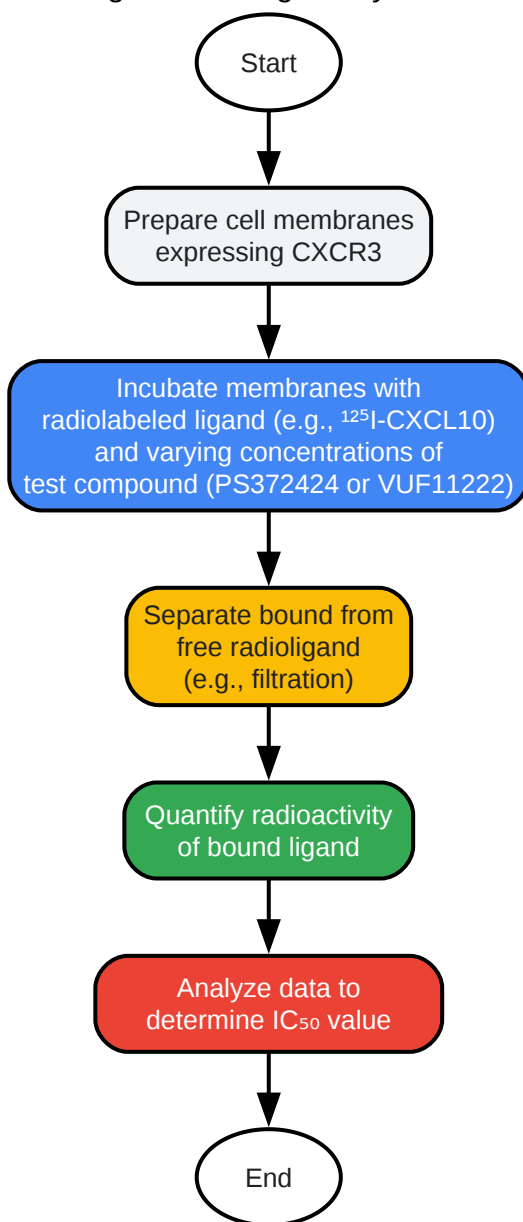 Start
Prepare cell membranes
expressing CXCR3
Incubate membranes with
radiolabeled ligand (e.g., ¹²⁵I-CXCL10)
and varying concentrations of
test compound (PS372424 or VUF11222)
Separate bound from
free radioligand
(e.g., filtration)
Quantify radioactivity
of bound ligand
Analyze data to
determine IC₅₀ value
End